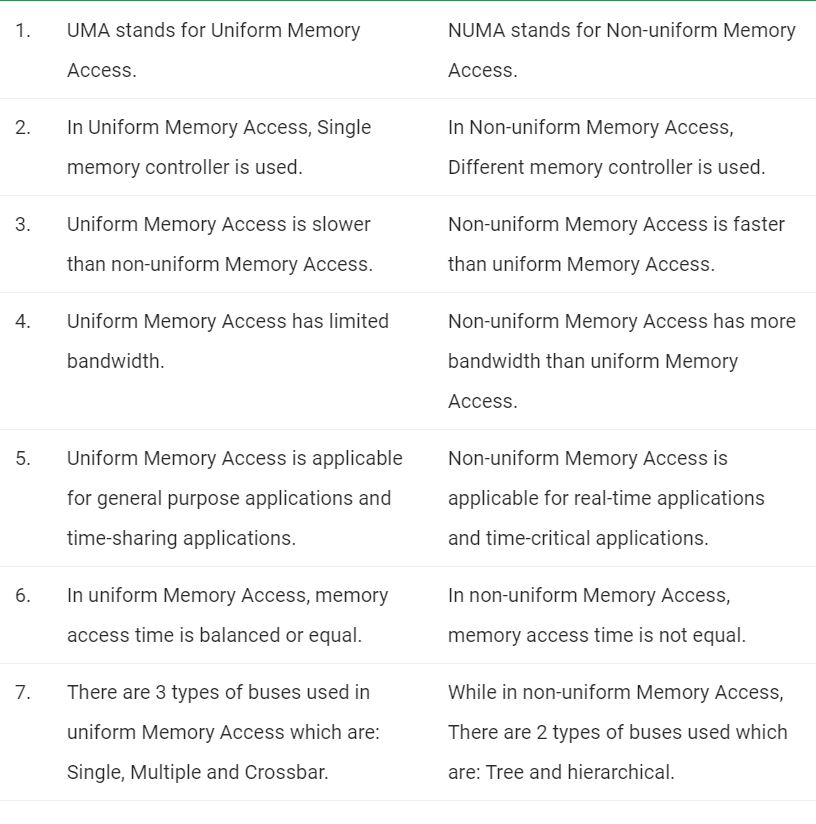 1. UMA stands for Uniform Memory
Access.
NUMA stands for Non-uniform Memory
Access.
2. In Uniform Memory Access, Single
memory controller is used.
In Non-uniform Memory Access,
Different memory controller is used.
3. Uniform Memory Access is slower
than non-uniform Memory Access.
Non-uniform Memory Access is faster
than uniform Memory Access.
4. Uniform Memory Access has limited
bandwidth.
Non-uniform Memory Access has more
bandwidth than uniform Memory
Access.
5. Uniform Memory Access is applicable
for general purpose applications and
time-sharing applications.
Non-uniform Memory Access is
applicable for real-time applications
and time-critical applications.
6. In uniform Memory Access, memory
access time is balanced or equal.
In non-uniform Memory Access,
memory access time is not equal.
7. There are 3 types of buses used in
uniform Memory Access which are:
Single, Multiple and Crossbar.
While in non-uniform Memory Access,
There are 2 types of buses used which
are: Tree and hierarchical.